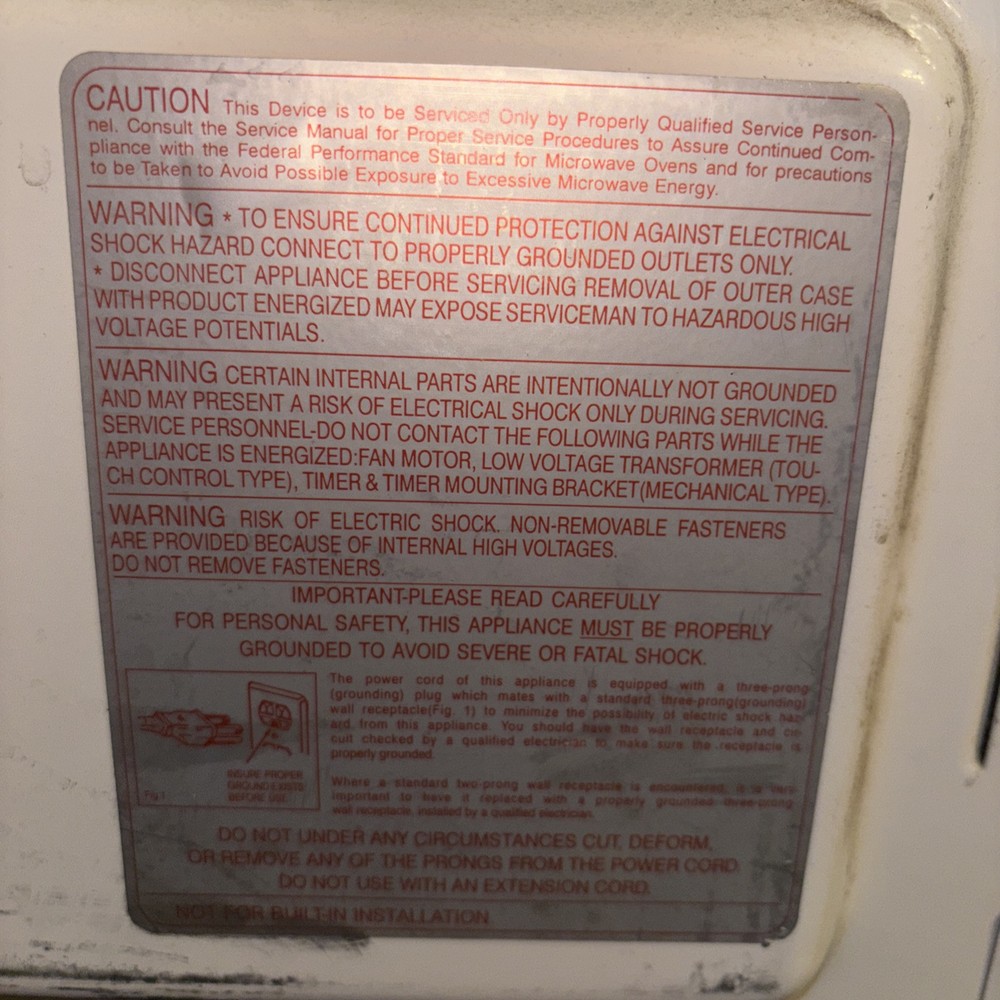 CAUTION This Device is to be Serviced Only by Properly Qualified Service Person-
nel. Consult the Service Manual for Proper Service Procedures to Assure Continued Com-
pliance with the Federal Performance Standard for Microwave Ovens and for precautions
to be Taken to Avoid Possible Exposure to Excessive Microwave Energy.
WARNING * TO ENSURE CONTINUED PROTECTION AGAINST ELECTRICAL
SHOCK HAZARD CONNECT TO PROPERLY GROUNDED OUTLETS ONLY.
* DISCONNECT APPLIANCE BEFORE SERVICING REMOVAL OF OUTER CASE
WITH PRODUCT ENERGIZED MAY EXPOSE SERVICEMAN TO HAZARDOUS HIGH
VOLTAGE POTENTIALS.
WARNING CERTAIN INTERNAL PARTS ARE INTENTIONALLY NOT GROUNDED
AND MAY PRESENT A RISK OF ELECTRICAL SHOCK ONLY DURING SERVICING.
SERVICE PERSONNEL-DO NOT CONTACT THE FOLLOWING PARTS WHILE THE
APPLIANCE IS ENERGIZED:FAN MOTOR, LOW VOLTAGE TRANSFORMER (TOU-
CH CONTROL TYPE), TIMER & TIMER MOUNTING BRACKET(MECHANICAL TYPE).
WARNING RISK OF ELECTRIC SHOCK. NON-REMOVABLE FASTENERS
ARE PROVIDED BECAUSE OF INTERNAL HIGH VOLTAGES.
DO NOT REMOVE FASTENERS.
IMPORTANT-PLEASE READ CAREFULLY
FOR PERSONAL SAFETY, THIS APPLIANCE MUST BE PROPERLY
GROUNDED TO AVOID SEVERE OR FATAL SHOCK.
The power cord of this appliance is equipped with a three-prong
(grounding) plug which mates with a standard three-prong(grounding)
wall receptacle(Fig. 1) to minimize the possibility of electric shock haz-
ard from this appliance. You should have the wall receptacle and cir-
cuit checked by a qualified electrician to make sure the receptacle is
properly grounded.
INSURE PROPER
GROUND EXISTS
BEFORE USE
Fig 1
Where a standard two-prong wall receptacle is encountered, it is very
important to have it replaced with a properly grounded three-prong
wall receptacle, installed by a qualified electrician.
DO NOT UNDER ANY CIRCUMSTANCES CUT, DEFORM,
OR REMOVE ANY OF THE PRONGS FROM THE POWER CORD.
DO NOT USE WITH AN EXTENSION CORD.
NOT FOR BUILT-IN INSTALLATION